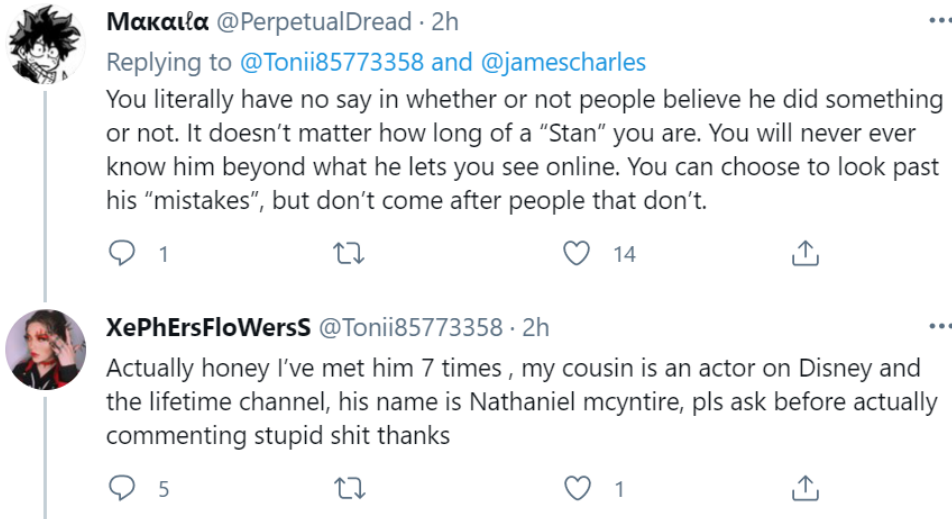 Mακαιłα @PerpetualDread · 2h
Replying to @Tonii85773358 and @jamescharles
You literally have no say in whether or not people believe he did something
or not. It doesn’t matter how long of a “Stan” you are. You will never ever
know him beyond what he lets you see online. You can choose to look past
his “mistakes”, but don’t come after people that don’t.
1 14
XePhErsFloWersS @Tonii85773358 · 2h
Actually honey I’ve met him 7 times , my cousin is an actor on Disney and
the lifetime channel, his name is Nathaniel mcyntire, pls ask before actually
commenting stupid shit thanks
5 1